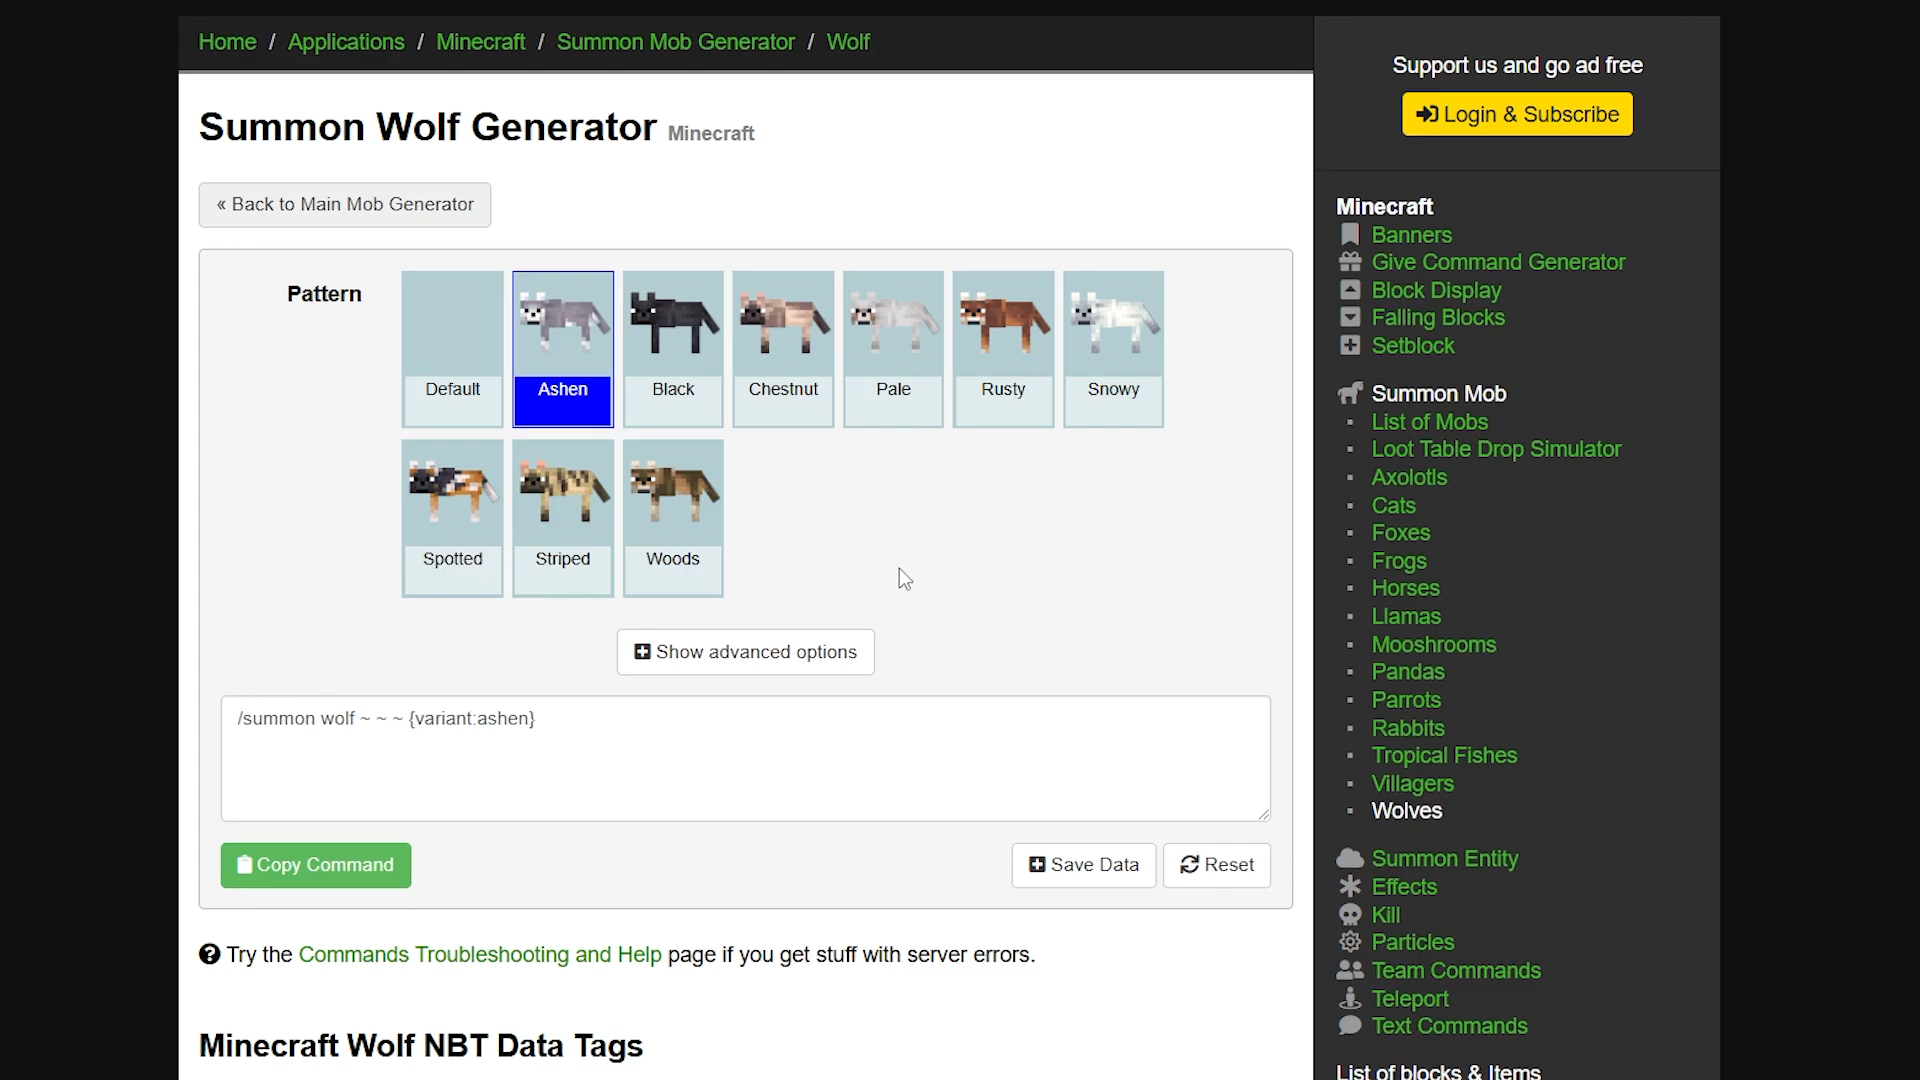 Home / Applications / Minecraft / Summon Mob Generator / Wolf
Summon Wolf Generator Minecraft
« Back to Main Mob Generator
Pattern
Default
Ashen
Black
Chestnut
Pale
Rusty
Snowy
Spotted
Striped
Woods
Show advanced options
/summon wolf ~ ~ ~ {variant:ashen}
Copy Command
Save Data
Reset
Try the Commands Troubleshooting and Help page if you get stuff with server errors.
Minecraft Wolf NBT Data Tags
Support us and go ad free
Login & Subscribe
Minecraft
Banners
Give Command Generator
Block Display
Falling Blocks
Setblock
Summon Mob
List of Mobs
Loot Table Drop Simulator
Axolotls
Cats
Foxes
Frogs
Horses
Llamas
Mooshrooms
Pandas
Parrots
Rabbits
Tropical Fishes
Villagers
Wolves
Summon Entity
Effects
Kill
Particles
Team Commands
Teleport
Text Commands
List of blocks & Items